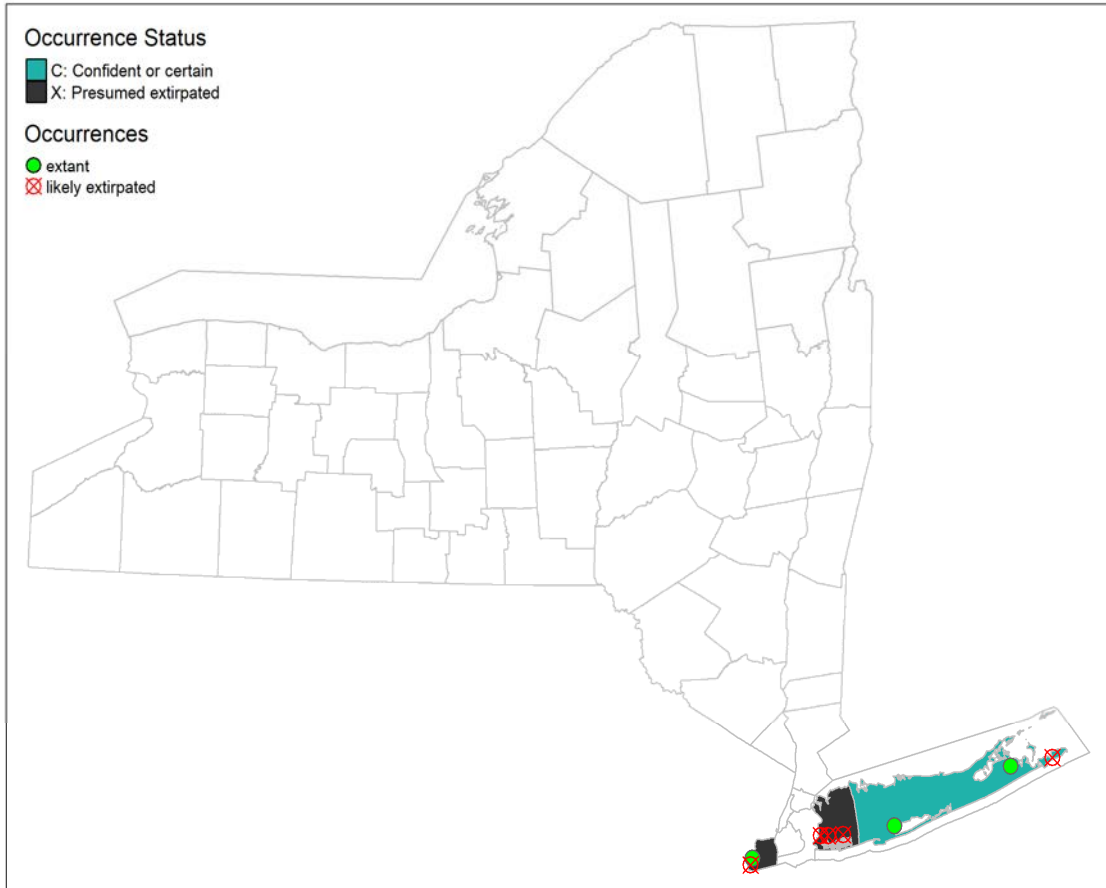 Occurrence Status
C: Confident or certain
X: Presumed extirpated
Occurrences
extant
likely extirpated